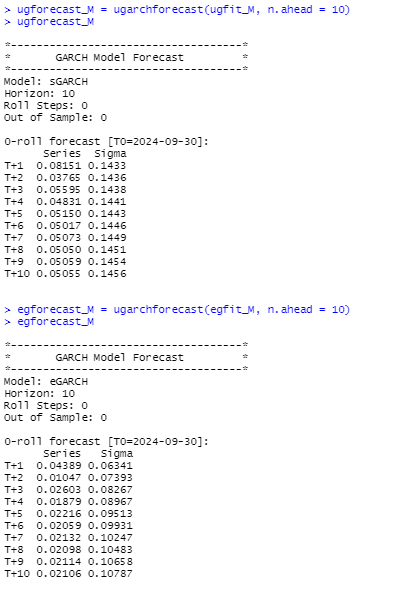 > ugforecast_M = ugarchforecast(ugfit_M, n.ahead = 10)
> ugforecast_M
*------------------------------------*
*       GARCH Model Forecast         *
*------------------------------------*
Model: sGARCH
Horizon: 10
Roll Steps: 0
Out of Sample: 0
0-roll forecast [T0=2024-09-30]:
      Series  Sigma
T+1  0.08151 0.1433
T+2  0.03765 0.1436
T+3  0.05595 0.1438
T+4  0.04831 0.1441
T+5  0.05150 0.1443
T+6  0.05017 0.1446
T+7  0.05073 0.1449
T+8  0.05050 0.1451
T+9  0.05059 0.1454
T+10 0.05055 0.1456
> egforecast_M = ugarchforecast(egfit_M, n.ahead = 10)
> egforecast_M
*------------------------------------*
*       GARCH Model Forecast         *
*------------------------------------*
Model: eGARCH
Horizon: 10
Roll Steps: 0
Out of Sample: 0
0-roll forecast [T0=2024-09-30]:
      Series   Sigma
T+1  0.04389 0.06341
T+2  0.01047 0.07393
T+3  0.02603 0.08267
T+4  0.01879 0.08967
T+5  0.02216 0.09513
T+6  0.02059 0.09931
T+7  0.02132 0.10247
T+8  0.02098 0.10483
T+9  0.02114 0.10658
T+10 0.02106 0.10787